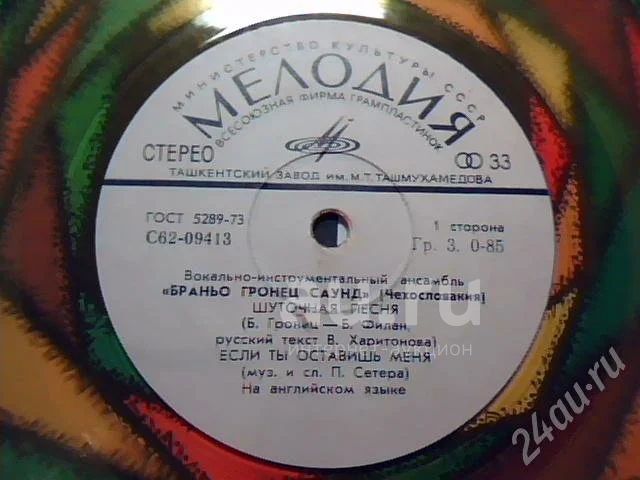 МИНИСТЕРСТВО КУЛЬТУРЫ СССР
МЕЛОДИЯ
ВСЕСОЮЗНАЯ ФИРМА ГРАМПЛАСТИНОК
СТЕРЕО 33
ТАШКЕНТСКИЙ ЗАВОД ИМ. М.Т. ТАШМУХАМЕДОВА
ГОСТ 5289-73 1 сторона
С62-09413 Гр. 3. 0-85
Вокально-инструментальный ансамбль
«БРАНЬО ГРОНЕЦ САУНД» (Чехословакия)
ШУТОЧНАЯ ПЕСНЯ
(Б. Гронец — Б. Филан,
русский текст В. Харитонова)
ЕСЛИ ТЫ ОСТАВИШЬ МЕНЯ
(муз. и сл. П. Сетера)
На английском языке
24au.ru